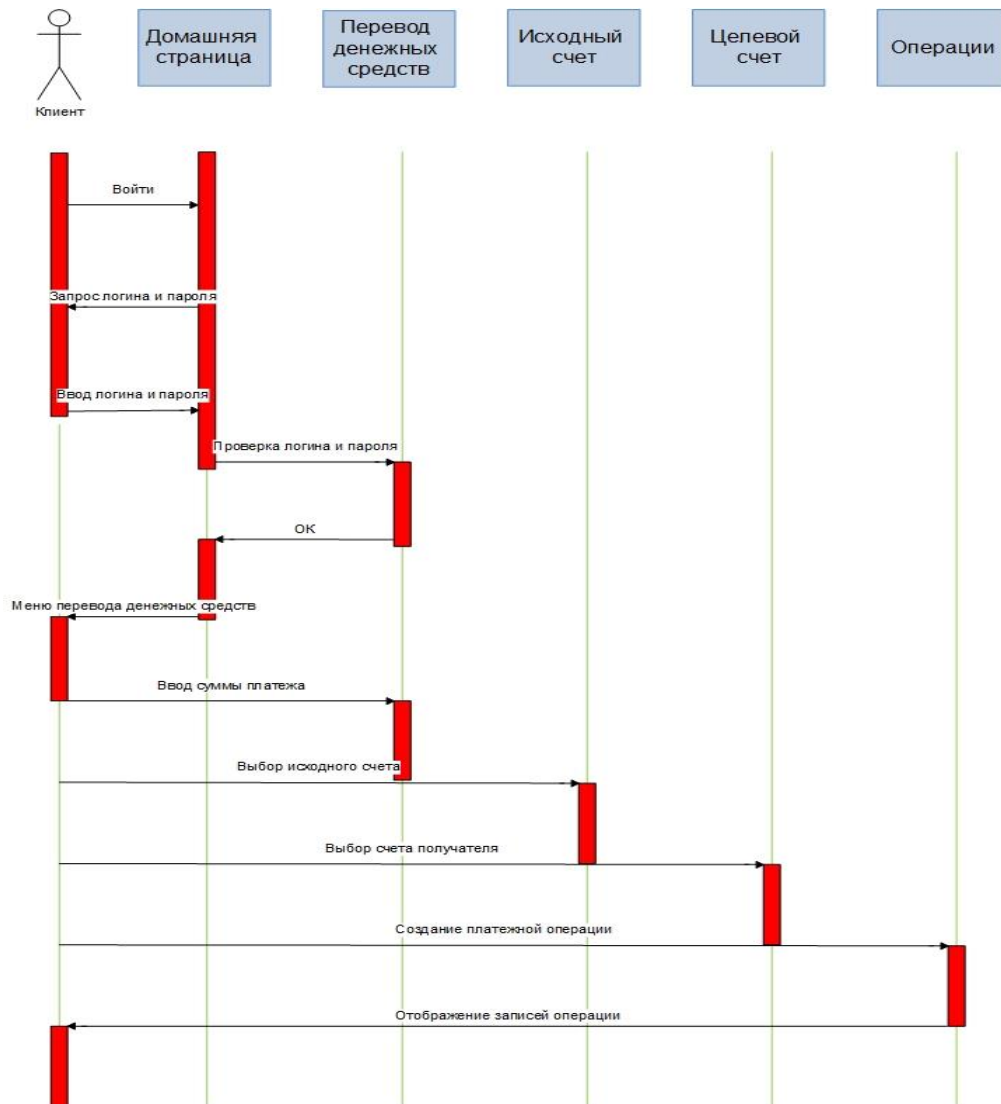 Клиент
Домашняя
страница
Перевод
денежных
средств
Исходный
счет
Целевой
счет
Операции
Войти
Запрос логина и пароля
Ввод логина и пароля
Проверка логина и пароля
ОК
Меню перевода денежных средств
Ввод суммы платежа
Выбор исходного счета
Выбор счета получателя
Создание платежной операции
Отображение записей операции